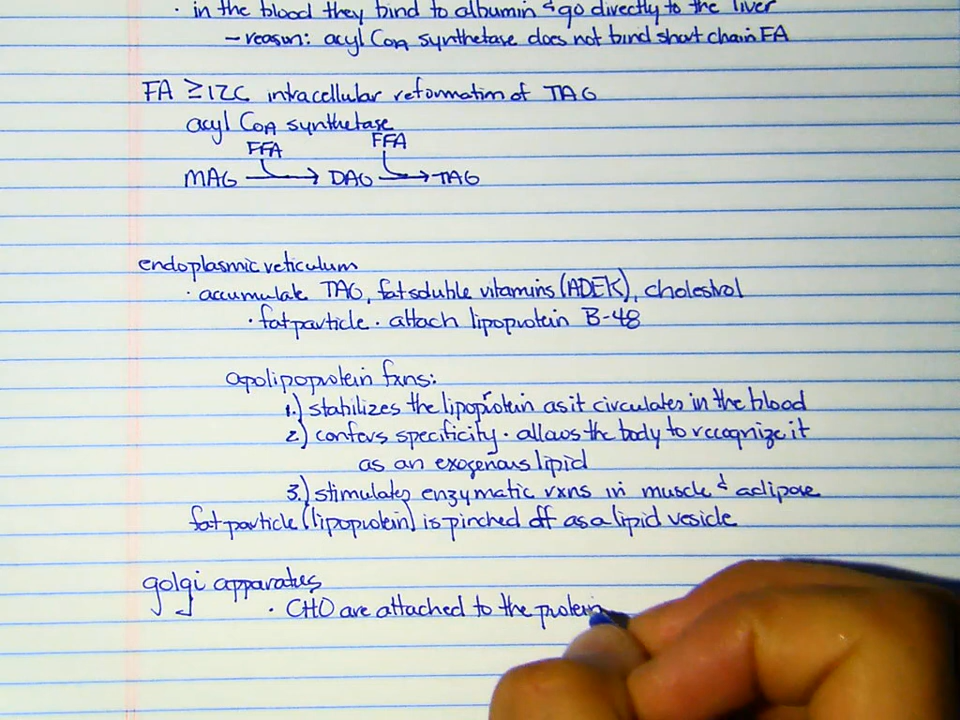 · in the blood they bind to albumin & go directly to the liver
- reason: acyl CoA synthetase does not bind short chain FA
FA ≥12C intracellular reformation of TAG
acyl CoA synthetase
FFA FFA
MAG → DAG → TAG
endoplasmic reticulum
· accumulate TAG, fat soluble vitamins (ADEK), cholestrol
· fat particle · attach lipoprotein B-48
apolipoprotein fxns:
1.) stabilizes the lipoprotein as it circulates in the blood
2.) confers specificity · allows the body to recognize it
as an exogenous lipid
3.) stimulates enzymatic rxns in muscle & adipose
fat particle (lipoprotein) is pinched off as a lipid vesicle
golgi apparatus
· CHO are attached to the protein